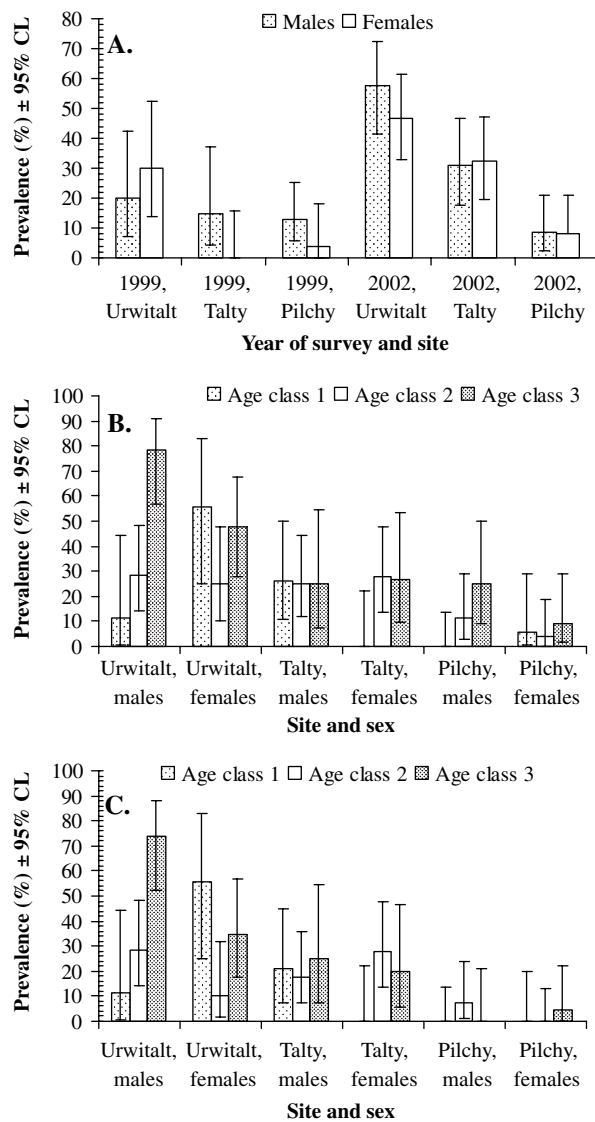 Males Females
A.
Prevalence (%) ± 95% CL
80
70
60
50
40
30
20
10
0
1999, 1999, 1999, 2002, 2002, 2002,
Urwitalt Talty Pilchy Urwitalt Talty Pilchy
Year of survey and site
Age class 1 Age class 2 Age class 3
B.
Prevalence (%) ± 95% CL
100
90
80
70
60
50
40
30
20
10
0
Urwitalt, Urwitalt, Talty, Talty, Pilchy, Pilchy,
males females males females males females
Site and sex
Age class 1 Age class 2 Age class 3
C.
Prevalence (%) ± 95% CL
100
90
80
70
60
50
40
30
20
10
0
Urwitalt, Urwitalt, Talty, Talty, Pilchy, Pilchy,
males females males females males females
Site and sex